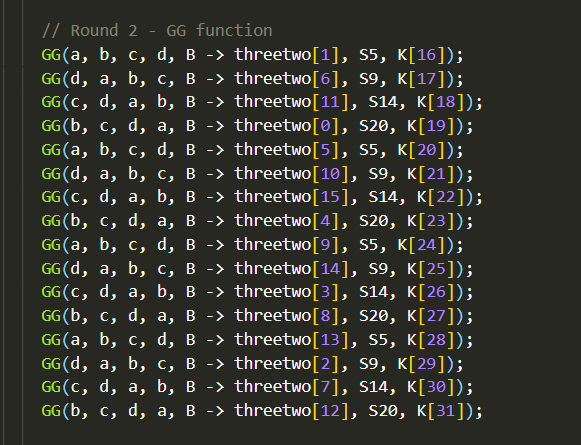 // Round 2 - GG function
GG(a, b, c, d, B -> threetwo[1], S5, K[16]);
GG(d, a, b, c, B -> threetwo[6], S9, K[17]);
GG(c, d, a, b, B -> threetwo[11], S14, K[18]);
GG(b, c, d, a, B -> threetwo[0], S20, K[19]);
GG(a, b, c, d, B -> threetwo[5], S5, K[20]);
GG(d, a, b, c, B -> threetwo[10], S9, K[21]);
GG(c, d, a, b, B -> threetwo[15], S14, K[22]);
GG(b, c, d, a, B -> threetwo[4], S20, K[23]);
GG(a, b, c, d, B -> threetwo[9], S5, K[24]);
GG(d, a, b, c, B -> threetwo[14], S9, K[25]);
GG(c, d, a, b, B -> threetwo[3], S14, K[26]);
GG(b, c, d, a, B -> threetwo[8], S20, K[27]);
GG(a, b, c, d, B -> threetwo[13], S5, K[28]);
GG(d, a, b, c, B -> threetwo[2], S9, K[29]);
GG(c, d, a, b, B -> threetwo[7], S14, K[30]);
GG(b, c, d, a, B -> threetwo[12], S20, K[31]);